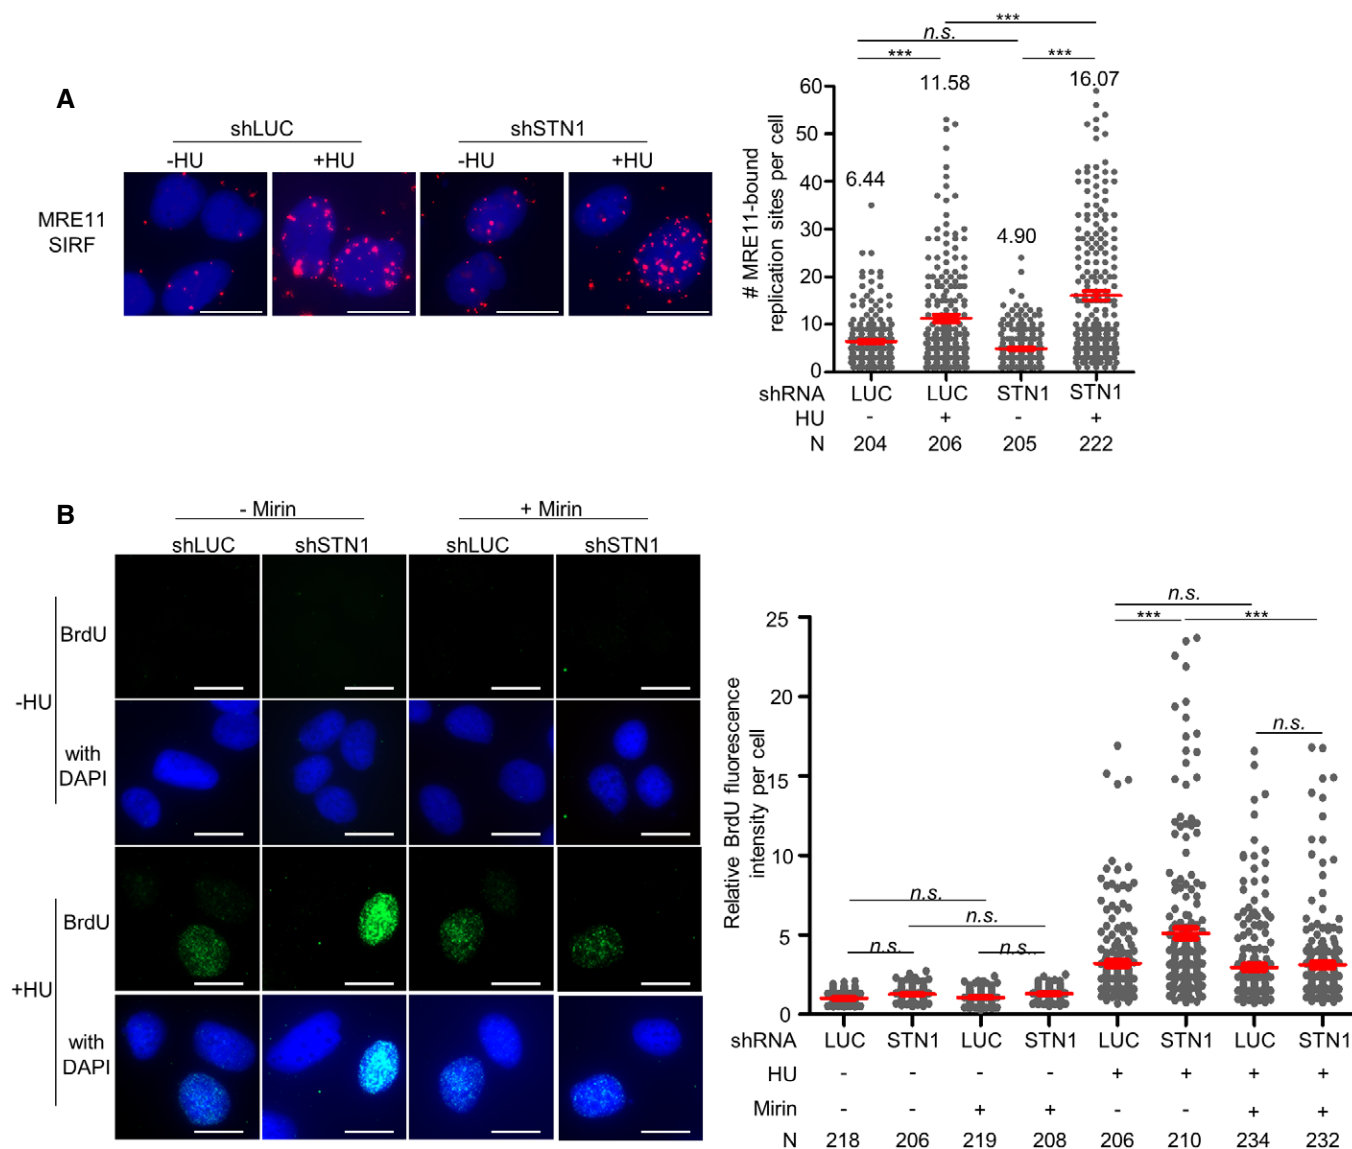 A
shLUC
shSTN1
-HU
+HU
-HU
+HU
MRE11
SIRF
***
n.s.
***
***
11.58
16.07
6.44
4.90
# MRE11-bound
replication sites per cell
60
50
40
30
20
10
0
shRNA LUC LUC STN1 STN1
HU - + - +
N 204 206 205 222
B
- Mirin
+ Mirin
shLUC
shSTN1
shLUC
shSTN1
-HU
BrdU
with
DAPI
+HU
BrdU
with
DAPI
Relative BrdU fluorescence
intensity per cell
25
20
15
10
5
0
n.s.
***
***
n.s.
n.s.
n.s.
n.s.
n.s..
shRNA LUC STN1 LUC STN1 LUC STN1 LUC STN1
HU - - - - + + + +
Mirin - - + + - - + +
N 218 206 219 208 206 210 234 232